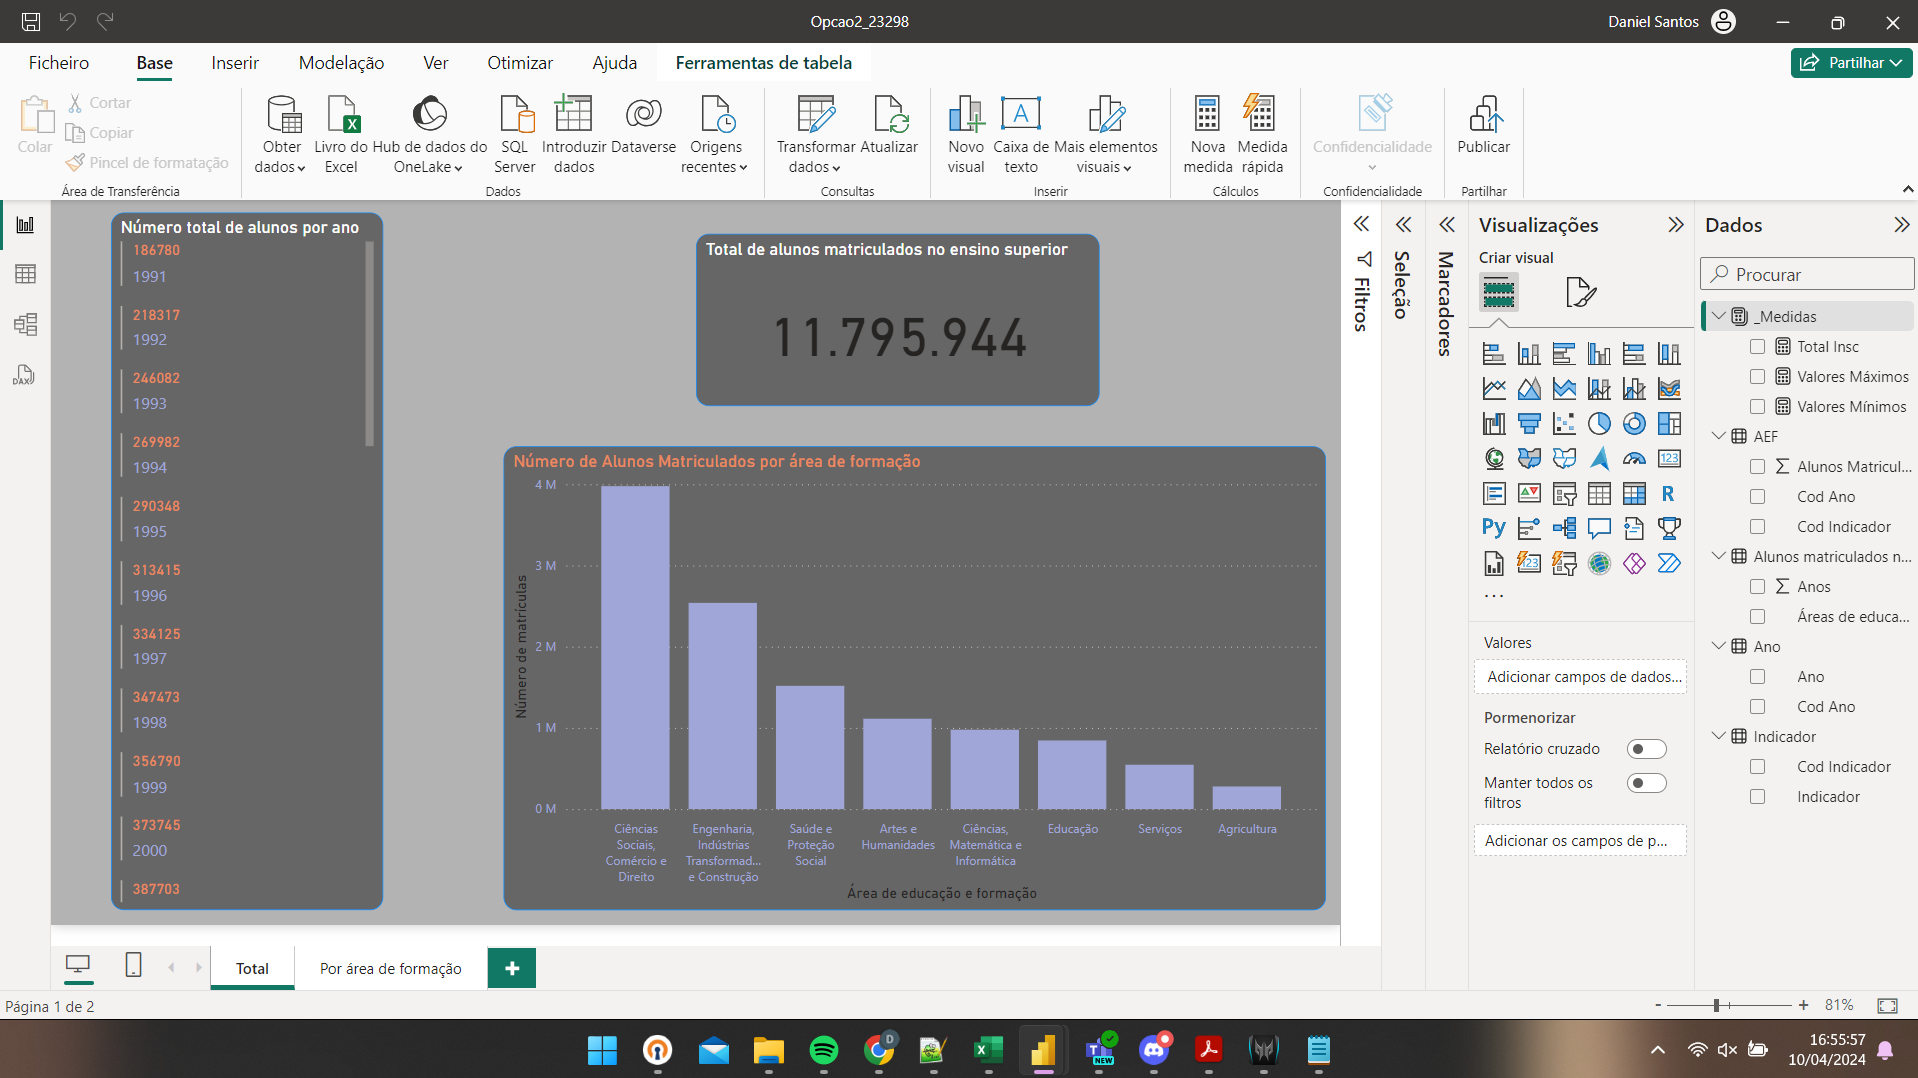 Opcao2_23298
Daniel Santos
Ficheiro
Base
Inserir
Modelação
Ver
Otimizar
Ajuda
Ferramentas de tabela
Partilhar
Colar
Cortar
Copiar
Pincel de formatação
Área de Transferência
Obter
dados
Livro do
Excel
Hub de dados do
OneLake
SQL
Server
Introduzir
dados
Dataverse
Origens
recentes
Dados
Transformar
dados
Atualizar
Consultas
Novo
visual
Caixa de
texto
Mais elementos
visuais
Inserir
Nova
medida
Medida
rápida
Cálculos
Confidencialidade
Confidencialidade
Publicar
Partilhar
Número total de alunos por ano
186780
1991
218317
1992
246082
1993
269982
1994
290348
1995
313415
1996
334125
1997
347473
1998
356790
1999
373745
2000
387703
Total de alunos matriculados no ensino superior
11.795.944
Número de Alunos Matriculados por área de formação
Número de matrículas
4 M
3 M
2 M
1 M
0 M
Ciências
Sociais,
Comércio e
Direito
Engenharia,
Indústrias
Transformad...
e Construção
Saúde e
Proteção
Social
Artes e
Humanidades
Ciências,
Matemática e
Informática
Educação
Serviços
Agricultura
Área de educação e formação
Filtros
Seleção
Marcadores
Visualizações
Criar visual
123
R
Py
123
...
Valores
Adicionar campos de dados...
Pormenorizar
Relatório cruzado
Manter todos os
filtros
Adicionar os campos de p...
Dados
Procurar
_Medidas
Total Insc
Valores Máximos
Valores Mínimos
AEF
Alunos Matricul...
Cod Ano
Cod Indicador
Alunos matriculados n...
Anos
Áreas de educa...
Ano
Ano
Cod Ano
Indicador
Cod Indicador
Indicador
Total
Por área de formação
Página 1 de 2
- + 81%
D
NEW
16:55:57
10/04/2024